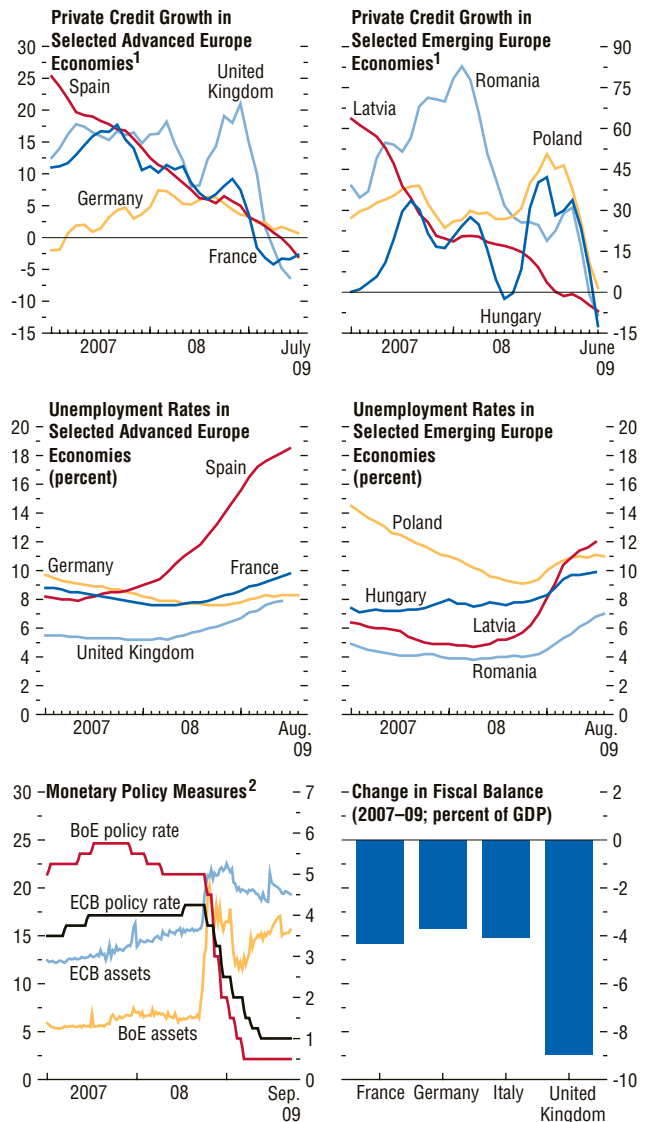 Private Credit Growth in
Selected Advanced Europe
Economies1
30
25
20
15
10
5
0
-5
-10
-15
Spain
United
Kingdom
Germany
France
2007
08
July
09
Private Credit Growth in
Selected Emerging Europe
Economies1
90
75
60
45
30
15
0
-15
Romania
Latvia
Poland
Hungary
2007
08
June
09
Unemployment Rates in
Selected Advanced Europe
Economies
(percent)
20
18
16
14
12
10
8
6
4
2
0
Spain
Germany
France
United Kingdom
2007
08
Aug.
09
Unemployment Rates in
Selected Emerging Europe
Economies
(percent)
20
18
16
14
12
10
8
6
4
2
0
Poland
Hungary
Latvia
Romania
2007
08
Aug.
09
Monetary Policy Measures2
30
25
20
15
10
5
0
7
6
5
4
3
2
1
0
BoE policy rate
ECB policy rate
ECB assets
BoE assets
2007
08
Sep.
09
Change in Fiscal Balance
(2007–09; percent of GDP)
2
0
-2
-4
-6
-8
-10
France Germany Italy United
Kingdom